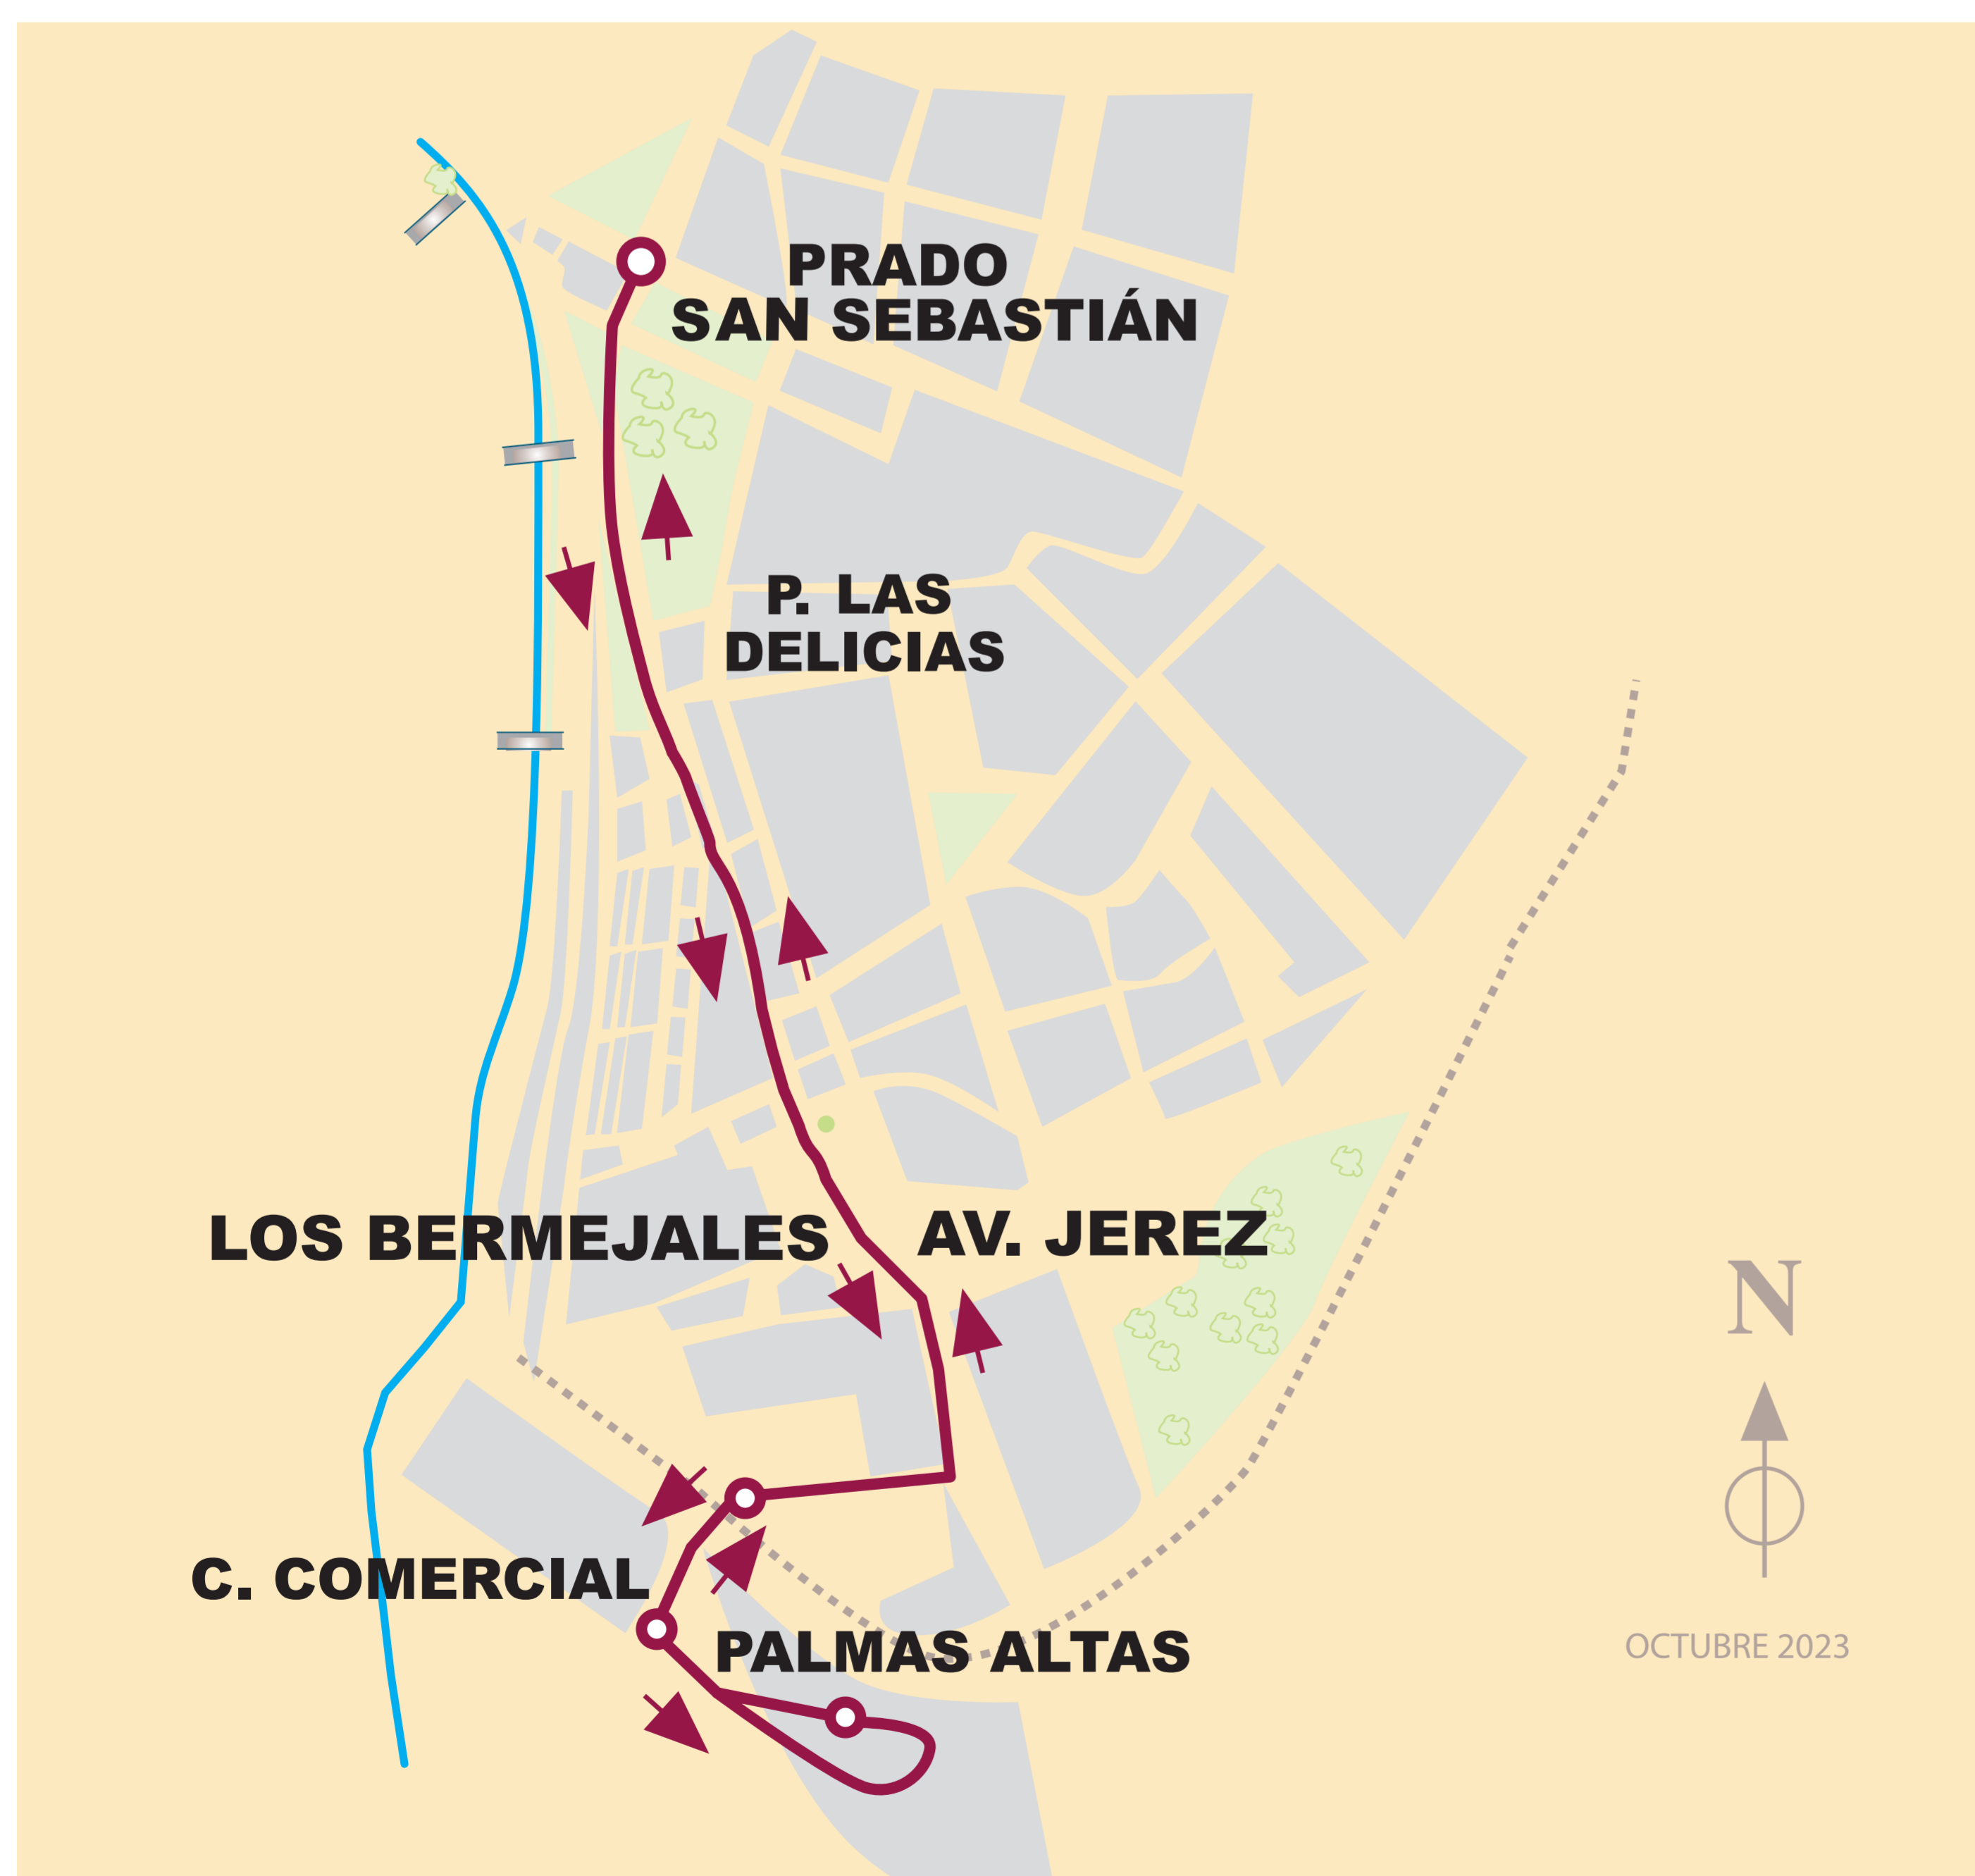 PRADO
SAN SEBASTIÁN
P. LAS
DELICIAS
LOS BERMEJALES
AV. JEREZ
N
C. COMERCIAL
PALMAS ALTAS
OCTUBRE 2023